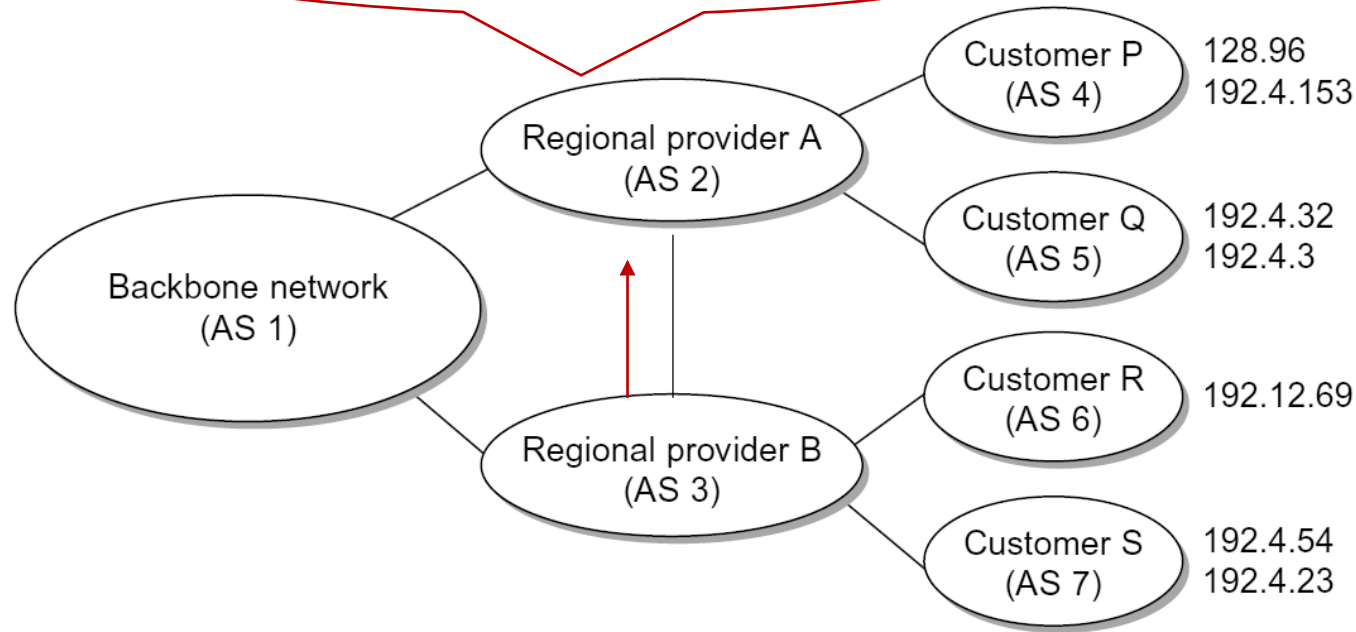 Customer P
(AS 4)
128.96
192.4.153
Regional provider A
(AS 2)
Customer Q
(AS 5)
192.4.32
192.4.3
Backbone network
(AS 1)
Customer R
(AS 6)
192.12.69
Regional provider B
(AS 3)
Customer S
(AS 7)
192.4.54
192.4.23